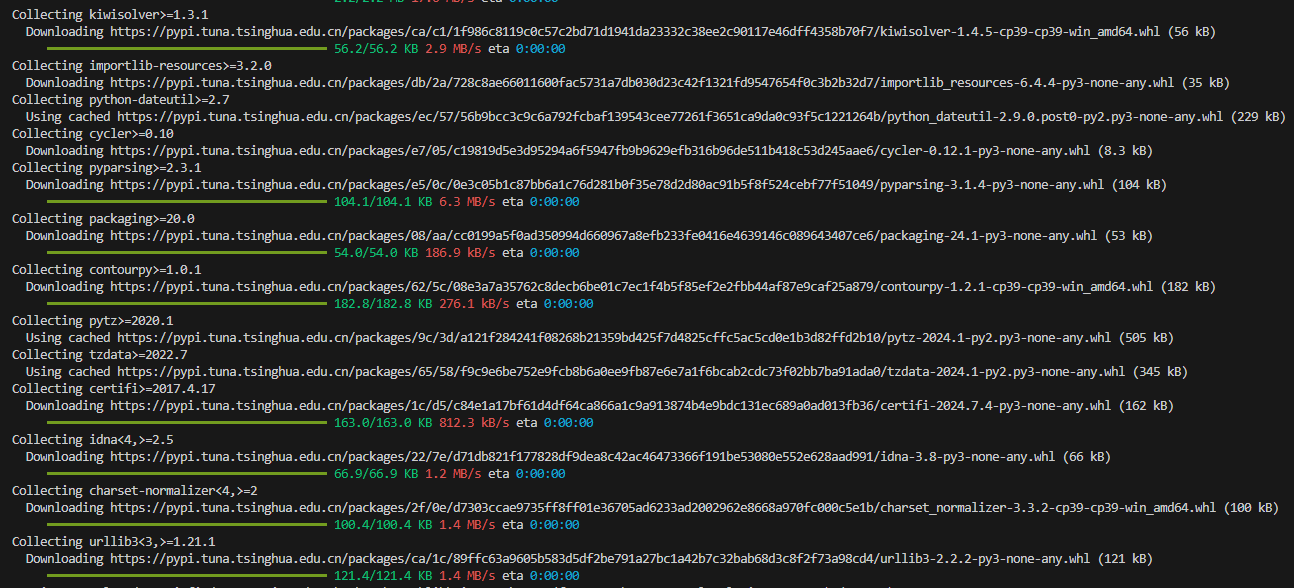 Collecting kiwisolver>=1.3.1
Downloading https://pypi.tuna.tsinghua.edu.cn/packages/ca/c1/1f986c8119c0c57c2bd71d1941da23332c38ee2c90117e46dff4358b70f7/kiwisolver-1.4.5-cp39-cp39-win_amd64.whl (56 kB)
56.2/56.2 KB 2.9 MB/s eta 0:00:00
Collecting importlib-resources>=3.2.0
Downloading https://pypi.tuna.tsinghua.edu.cn/packages/db/2a/728c8ae66011600fac5731a7db030d23c42f1321fd9547654f0c3b2b32d7/importlib_resources-6.4.4-py3-none-any.whl (35 kB)
Collecting python-dateutil>=2.7
Using cached https://pypi.tuna.tsinghua.edu.cn/packages/ec/57/56b9bcc3c9c6a792fcbaf139543cee77261f3651ca9da0c93f5c1221264b/python_dateutil-2.9.0.post0-py2.py3-none-any.whl (229 kB)
Collecting cycler>=0.10
Downloading https://pypi.tuna.tsinghua.edu.cn/packages/e7/05/c19819d5e3d95294a6f5947fb9b9629efb316b96de511b418c53d245aae6/cycler-0.12.1-py3-none-any.whl (8.3 kB)
Collecting pyparsing>=2.3.1
Downloading https://pypi.tuna.tsinghua.edu.cn/packages/e5/0c/0e3c05b1c87bb6a1c76d281b0f35e78d2d80ac91b5f8f524cebf77f51049/pyparsing-3.1.4-py3-none-any.whl (104 kB)
104.1/104.1 KB 6.3 MB/s eta 0:00:00
Collecting packaging>=20.0
Downloading https://pypi.tuna.tsinghua.edu.cn/packages/08/aa/cc0199a5f0ad350994d660967a8efb233fe0416e4639146c089643407ce6/packaging-24.1-py3-none-any.whl (53 kB)
54.0/54.0 KB 186.9 kB/s eta 0:00:00
Collecting contourpy>=1.0.1
Downloading https://pypi.tuna.tsinghua.edu.cn/packages/62/5c/08e3a7a35762c8decb6be01c7ec1f4b5f85ef2e2fbb44af87e9caf25a879/contourpy-1.2.1-cp39-cp39-win_amd64.whl (182 kB)
182.8/182.8 KB 276.1 kB/s eta 0:00:00
Collecting pytz>=2020.1
Using cached https://pypi.tuna.tsinghua.edu.cn/packages/9c/3d/a121f284241f08268b21359bd425f7d4825cffc5ac5cd0e1b3d82ffd2b10/pytz-2024.1-py2.py3-none-any.whl (505 kB)
Collecting tzdata>=2022.7
Using cached https://pypi.tuna.tsinghua.edu.cn/packages/65/58/f9c9e6be752e9fcb8b6a0ee9fb87e6e7a1f6bcab2cdc73f02bb7ba91ada0/tzdata-2024.1-py2.py3-none-any.whl (345 kB)
Collecting certifi>=2017.4.17
Downloading https://pypi.tuna.tsinghua.edu.cn/packages/1c/d5/c84e1a17bf61d4df64ca866a1c9a913874b4e9bdc131ec689a0ad013fb36/certifi-2024.7.4-py3-none-any.whl (162 kB)
163.0/163.0 KB 812.3 kB/s eta 0:00:00
Collecting idna<4,>=2.5
Downloading https://pypi.tuna.tsinghua.edu.cn/packages/22/7e/d71db821f177828df9dea8c42ac46473366f191be53080e552e628aad991/idna-3.8-py3-none-any.whl (66 kB)
66.9/66.9 KB 1.2 MB/s eta 0:00:00
Collecting charset-normalizer<4,>=2
Downloading https://pypi.tuna.tsinghua.edu.cn/packages/2f/0e/d7303ccae9735ff8ff01e36705ad6233ad2002962e8668a970fc000c5e1b/charset_normalizer-3.3.2-cp39-cp39-win_amd64.whl (100 kB)
100.4/100.4 KB 1.4 MB/s eta 0:00:00
Collecting urllib3<3,>=1.21.1
Downloading https://pypi.tuna.tsinghua.edu.cn/packages/ca/1c/89ffc63a9605b583d5df2be791a27bc1a42b7c32bab68d3c8f2f73a98cd4/urllib3-2.2.2-py3-none-any.whl (121 kB)
121.4/121.4 KB 1.4 MB/s eta 0:00:00